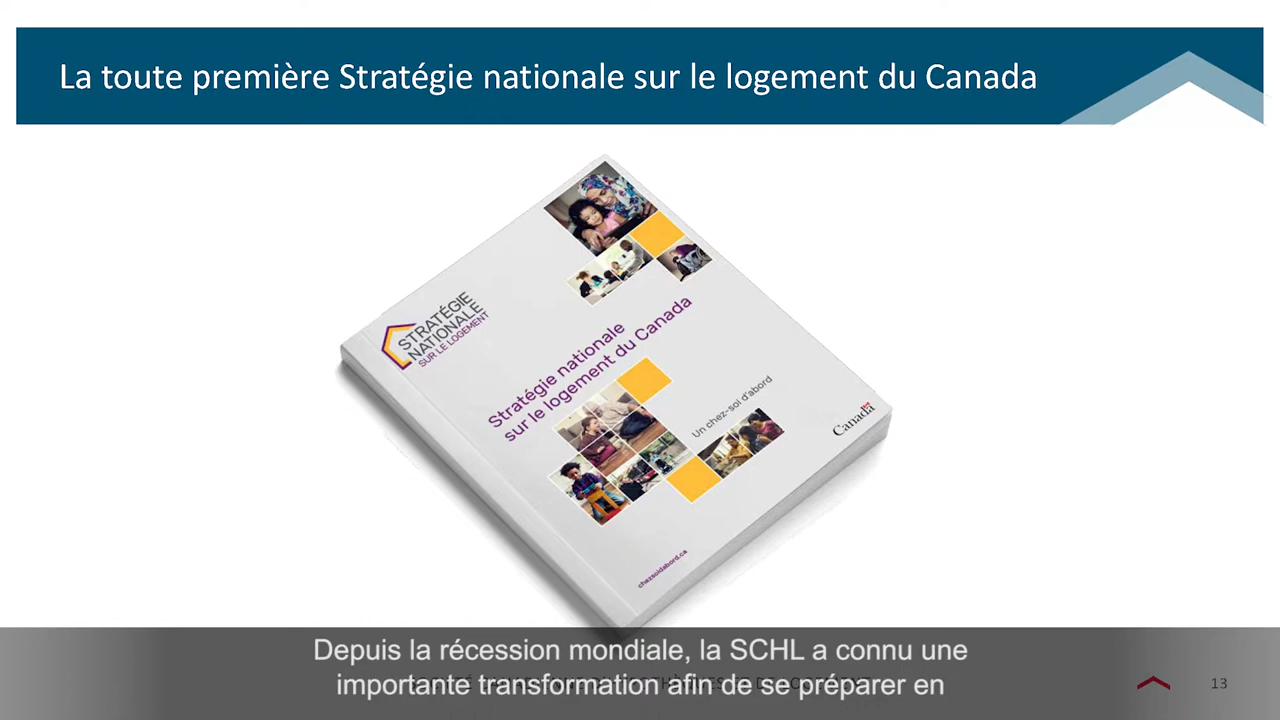 La toute première Stratégie nationale sur le logement du Canada
STRATÉGIE
NATIONALE
SUR LE LOGEMENT
Stratégie nationale
sur le logement du Canada
Un chez-soi d'abord
Canada
chezsoidabord.ca
Depuis la récession mondiale, la SCHL a connu une
importante transformation afin de se préparer en
13